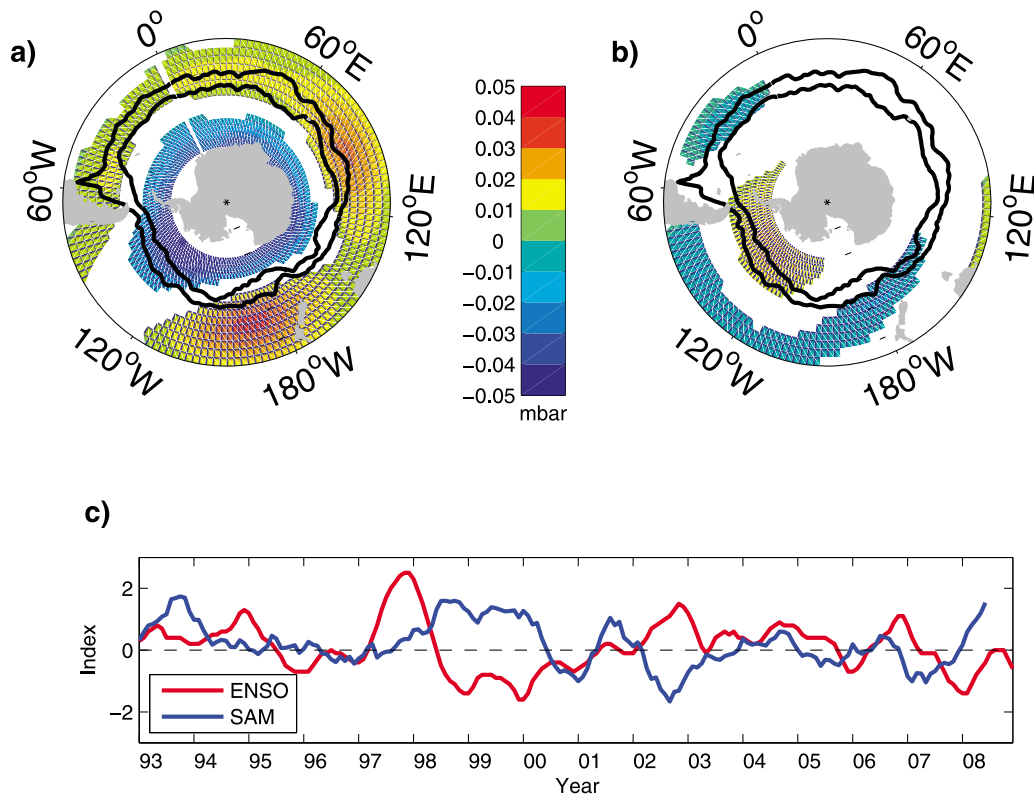 a)
0°
60°E
120°E
180°W
120°W
60°W
*
0.05
0.04
0.03
0.02
0.01
0
−0.01
−0.02
−0.03
−0.04
−0.05
mbar
b)
0°
60°E
120°E
180°W
120°W
60°W
*
c)
Index
2
0
−2
ENSO
SAM
93 94 95 96 97 98 99 00 01 02 03 04 05 06 07 08
Year